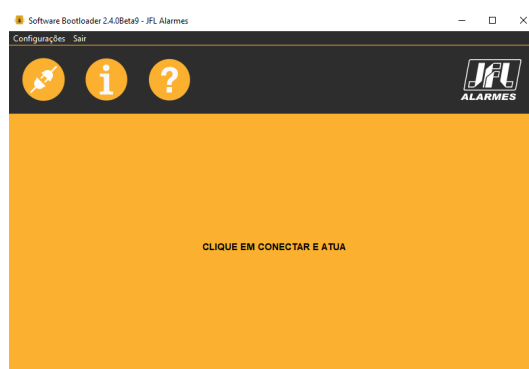 Software Bootloader 2.4.0Beta9 - JFL Alarmes
Configurações Sair
i ?
JFL
ALARMES
CLIQUE EM CONECTAR E ATUA